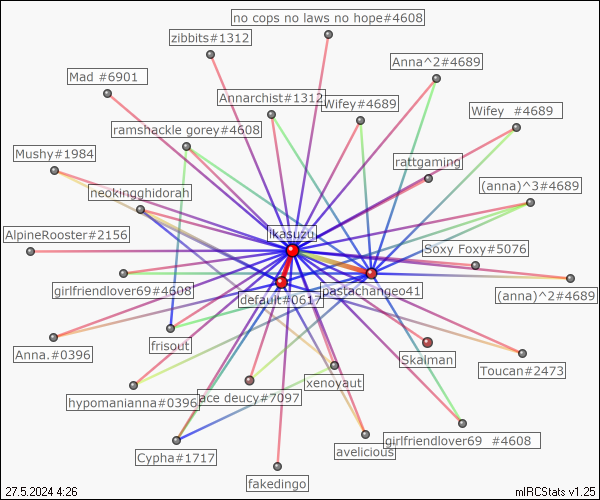 no cops no laws no hope#4608
zibbits#1312
Anna^2#4689
Mad #6901
Annarchist#1312
Wifey#4689
Wifey #4689
ramshackle gorey#4608
Mushy#1984
rattgaming
neokingghidorah
(anna)^3#4689
ikasuzu
AlpineRooster#2156
Soxy Foxy#5076
girlfriendlover69#4608
default#0617
pastachange041
(anna)^2#4689
Anna.#0396
frisout
Skalman
Toucan#2473
xenoyaut
hypomanianna#0396
ace deucy#7097
Cypha#1717
avelicious
girlfriendlover69 #4608
fakedingo
27.5.2024 4:26
mIRCStats v1.25